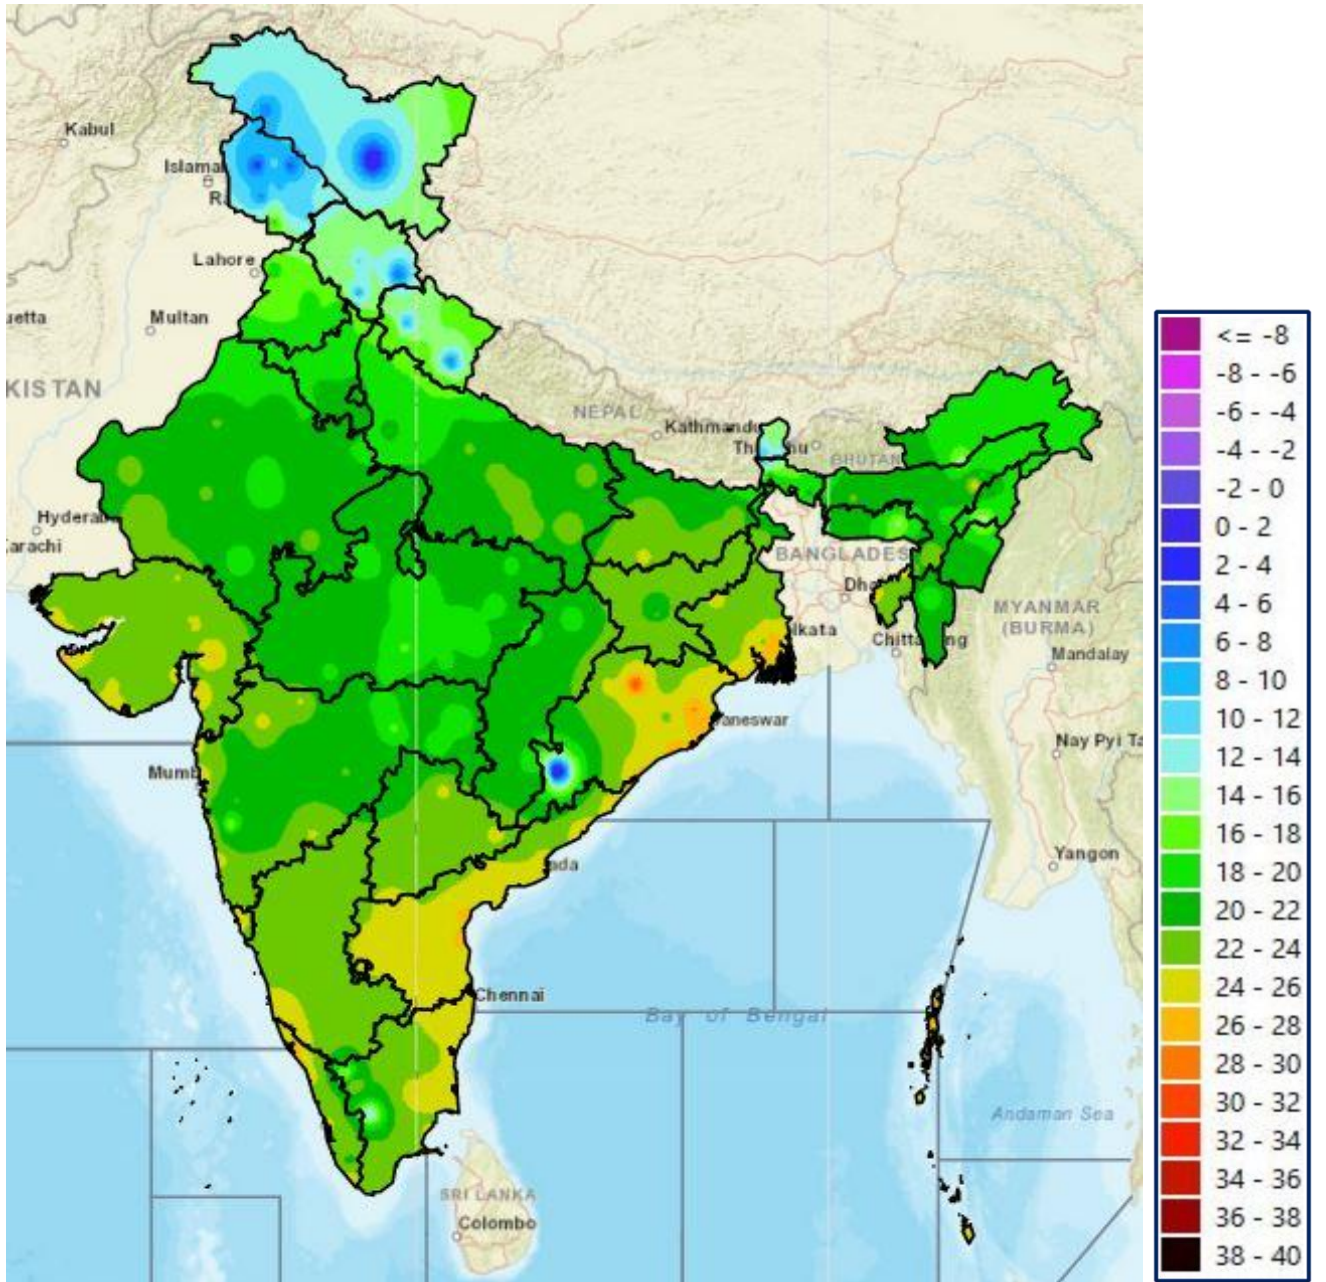 Kabul
Islama
R
Lahore
uetta
Multan
KISTAN
NEPAL
Kathmandu
Th
hu
BHUTAN
Hyderab
Karachi
BANGLADES
Dha
lkata
Chitta
ng
MYANMAR
(BURMA)
Mandalay
aneswar
Nay Pyi Ta
Mumb
Yangon
ada
Chennai
Bay of Bengal
Andaman Sea
SRI LANKA
Colombo
<= -8
-8 - -6
-6 - -4
-4 - -2
-2 - 0
0 - 2
2 - 4
4 - 6
6 - 8
8 - 10
10 - 12
12 - 14
14 - 16
16 - 18
18 - 20
20 - 22
22 - 24
24 - 26
26 - 28
28 - 30
30 - 32
32 - 34
34 - 36
36 - 38
38 - 40